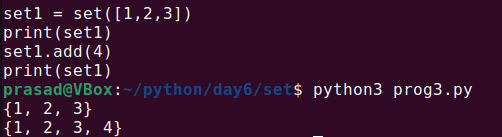 set1 = set([1,2,3])
print(set1)
set1.add(4)
print(set1)
prasad@VBox:~/python/day6/set$ python3 prog3.py
{1, 2, 3}
{1, 2, 3, 4}